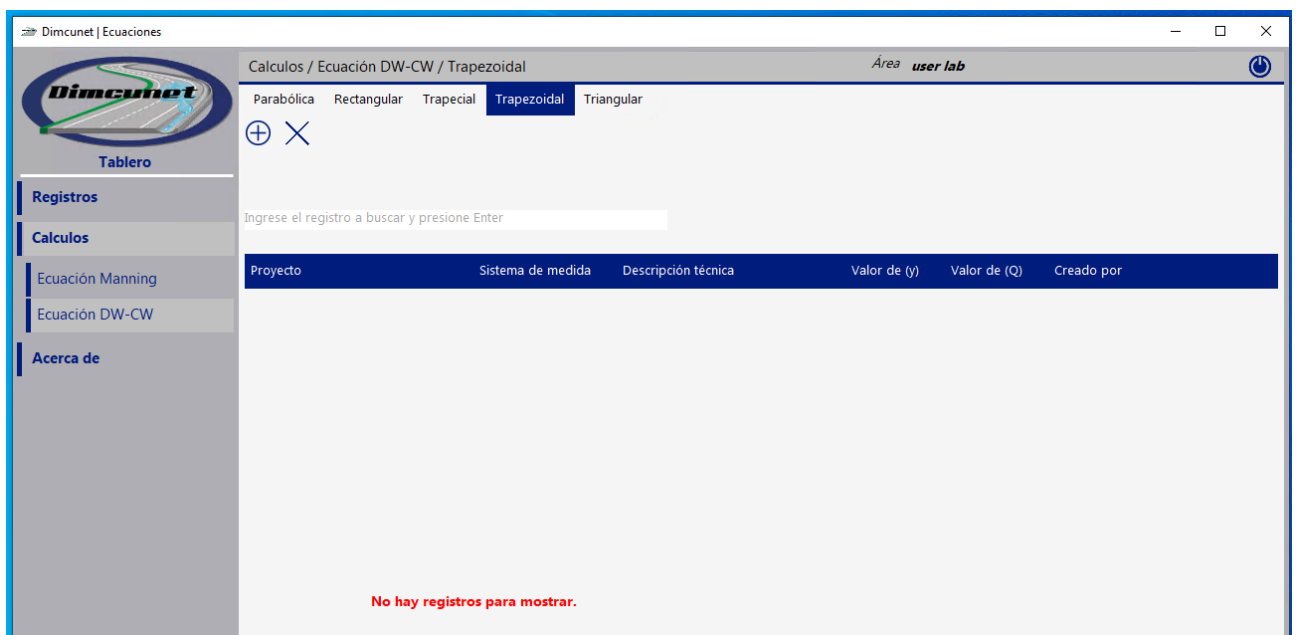 Dimcunet | Ecuaciones
Dimcunet
Tablero
Registros
Calculos
Ecuación Manning
Ecuación DW-CW
Acerca de
Calculos / Ecuación DW-CW / Trapezoidal
Área user lab
Parabólica Rectangular Trapecial Trapezoidal Triangular
Ingrese el registro a buscar y presione Enter
Proyecto Sistema de medida Descripción técnica Valor de (y) Valor de (Q) Creado por
No hay registros para mostrar.